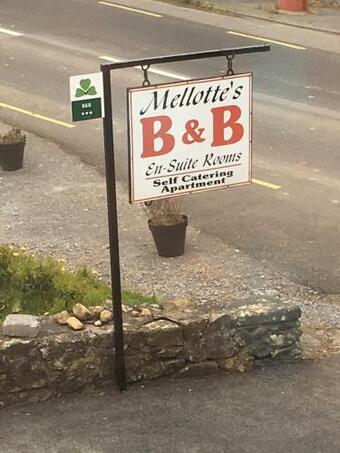 Mellotte's
B & B
En-Suite Rooms
Self Catering
Apartment